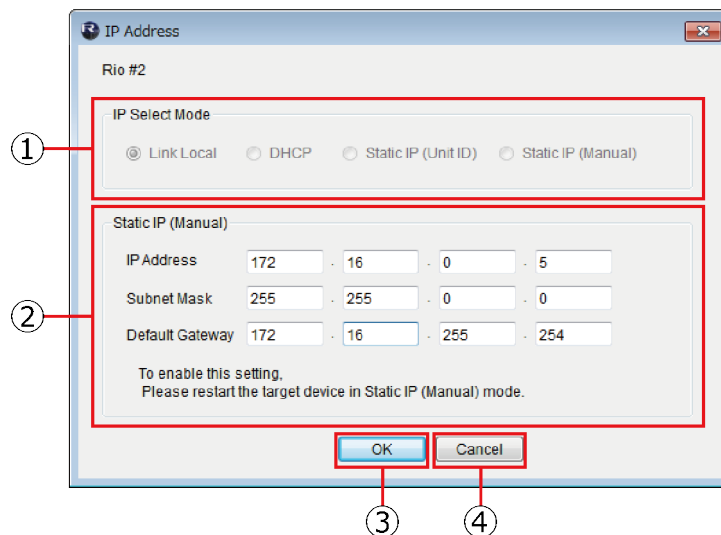 IP Address
Rio #2
IP Select Mode
① Link Local DHCP Static IP (Unit ID) Static IP (Manual)
Static IP (Manual)
IP Address 172 . 16 . 0 . 5
Subnet Mask 255 . 255 . 0 . 0
② Default Gateway 172 . 16 . 255 . 254
To enable this setting,
Please restart the target device in Static IP (Manual) mode.
OK Cancel
③ ④